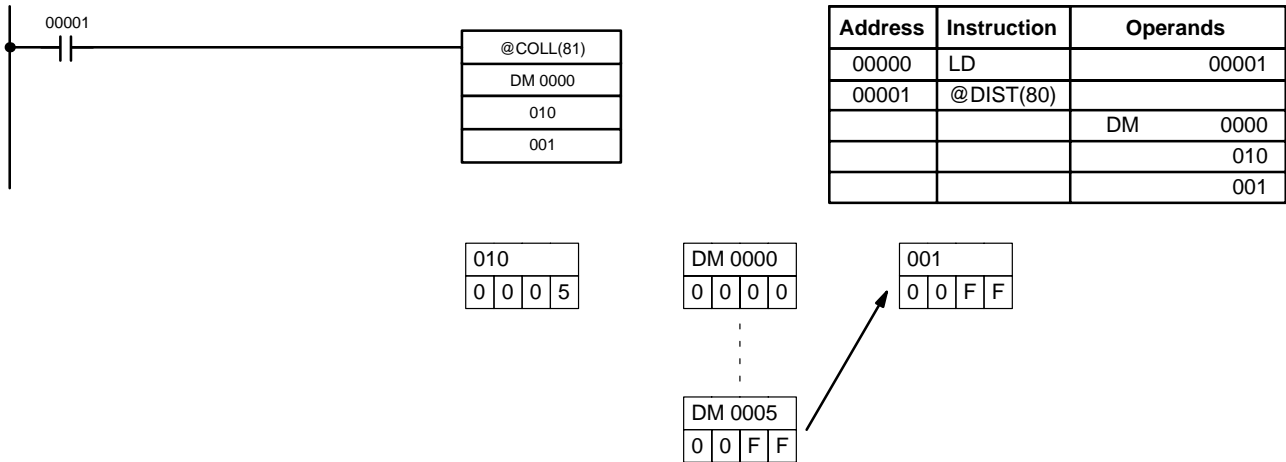 00001
@COLL(81)
DM 0000
010
001
Address Instruction Operands
00000 LD 00001
00001 @DIST(80)
DM 0000
010
001
010 DM 0000 001
0 0 0 5 0 0 0 0 0 0 F F
DM 0005
0 0 F F